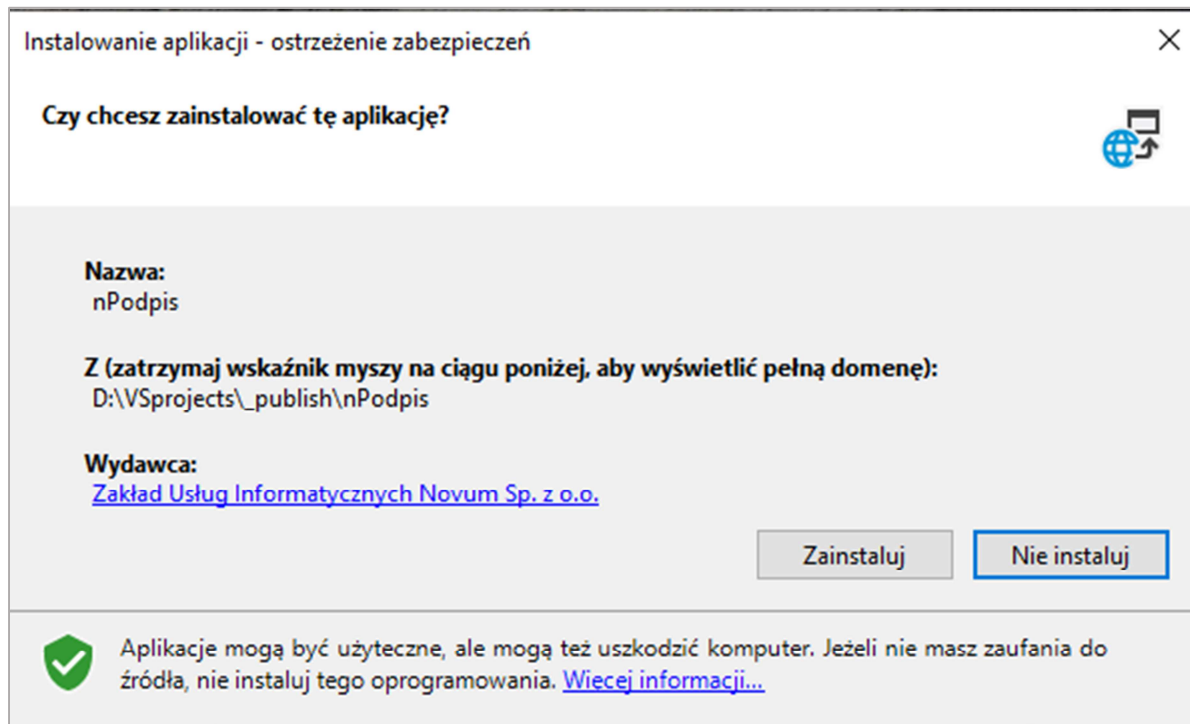 Instalowanie aplikacji - ostrzeżenie zabezpieczeń
Czy chcesz zainstalować tę aplikację?
Nazwa:
nPodpis
Z (zatrzymaj wskaźnik myszy na ciągu poniżej, aby wyświetlić pełną domenę):
D:\VSprojects\_publish\nPodpis
Wydawca:
Zakład Usług Informatycznych Novum Sp. z o.o.
Zainstaluj
Nie instaluj
Aplikacje mogą być użyteczne, ale mogą też uszkodzić komputer. Jeżeli nie masz zaufania do
źródła, nie instaluj tego oprogramowania. Więcej informacji...